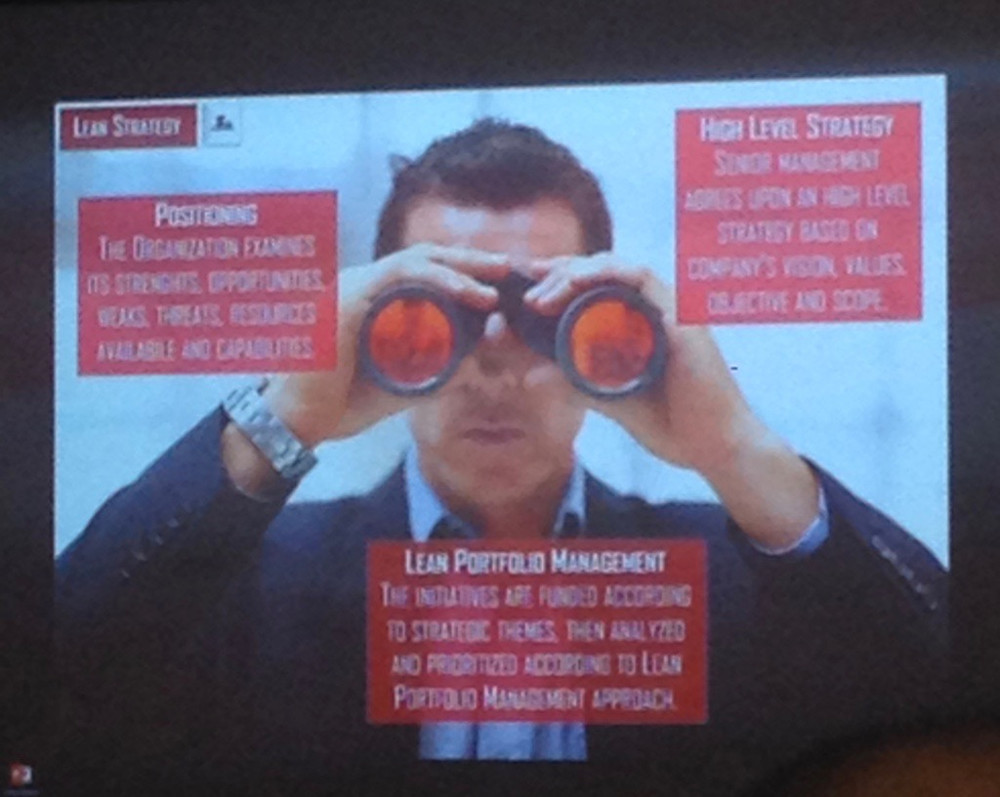 LEAN STRATEGY
POSITIONING
THE ORGANIZATION EXAMINES
ITS STRENGHTS, OPPORTUNITIES,
WEAKS, THREATS, RESOURCES
AVAILABLE AND CAPABILITIES.
HIGH LEVEL STRATEGY
SENIOR MANAGEMENT
AGREES UPON AN HIGH LEVEL
STRATEGY BASED ON
COMPANY'S VISION, VALUES,
OBJECTIVE AND SCOPE.
LEAN PORTFOLIO MANAGEMENT
THE INITIATIVES ARE FUNDED ACCORDING
TO STRATEGIC THEMES, THEN ANALYZED
AND PRIORITIZED ACCORDING TO LEAN
PORTFOLIO MANAGEMENT APPROACH.